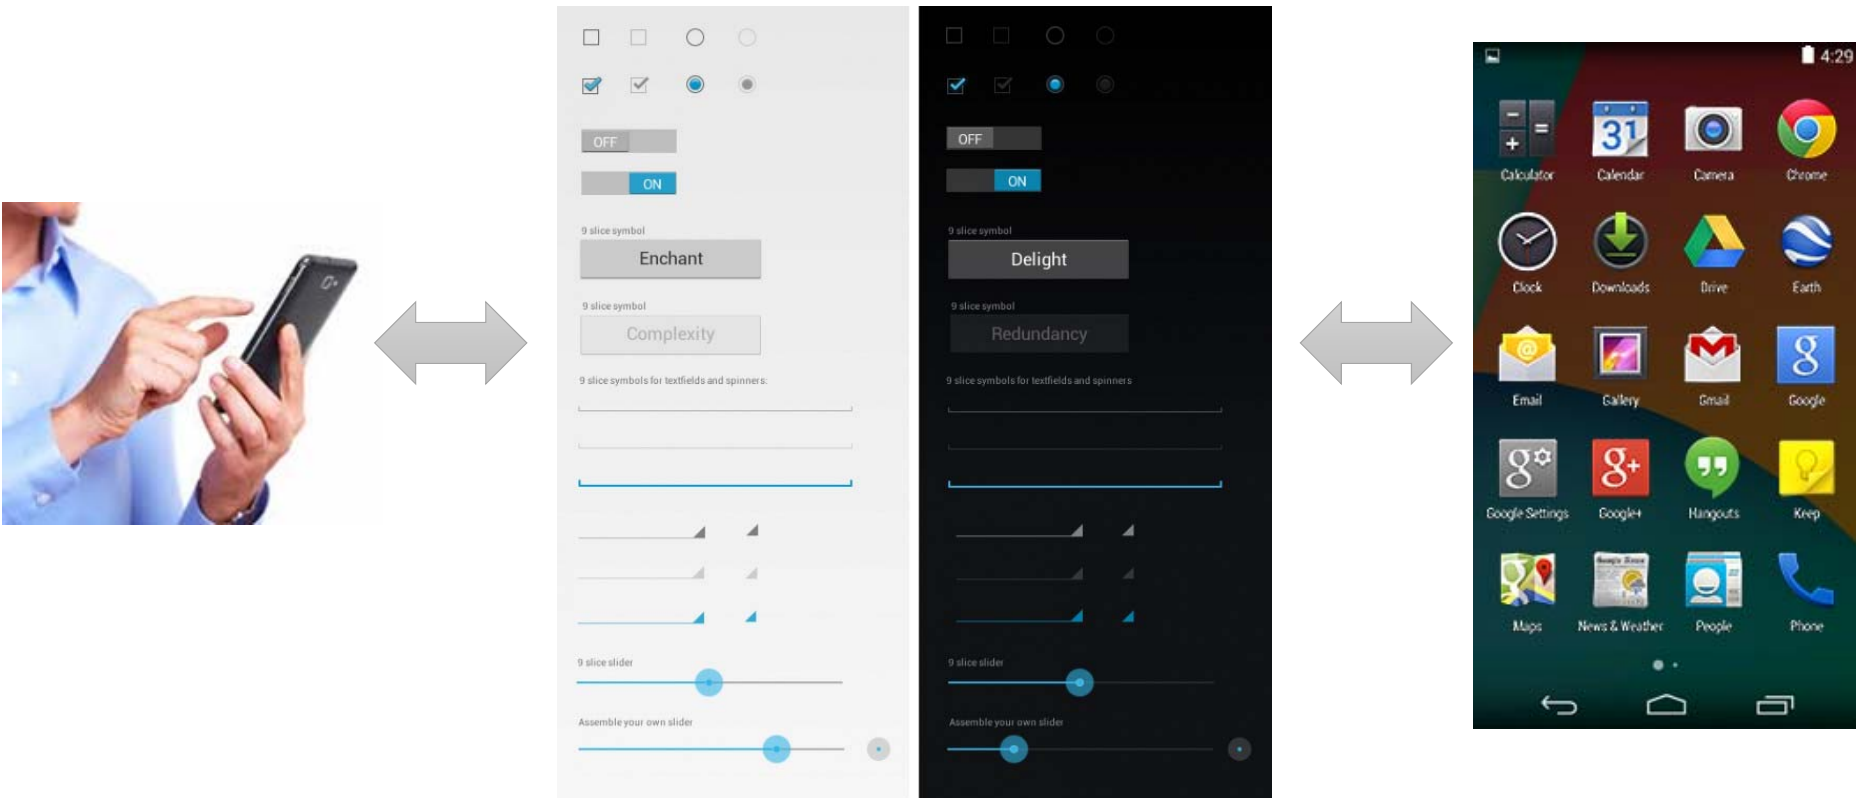 OFF
ON
9 slice symbol
Enchant
9 slice symbol
Complexity
9 slice symbols for textfields and spinners:
9 slice slider
Assemble your own slider
OFF
ON
9 slice symbol
Delight
9 slice symbol
Redundancy
9 slice symbols for textfields and spinners
9 slice slider
Assemble your own slider
4:29
31
Calculator Calendar Camera Chrome
Clock Downloads Drive Earth
Email Gallery Gmail Google
Google Settings Google+ Hangouts Keep
Maps News & Weather People Phone